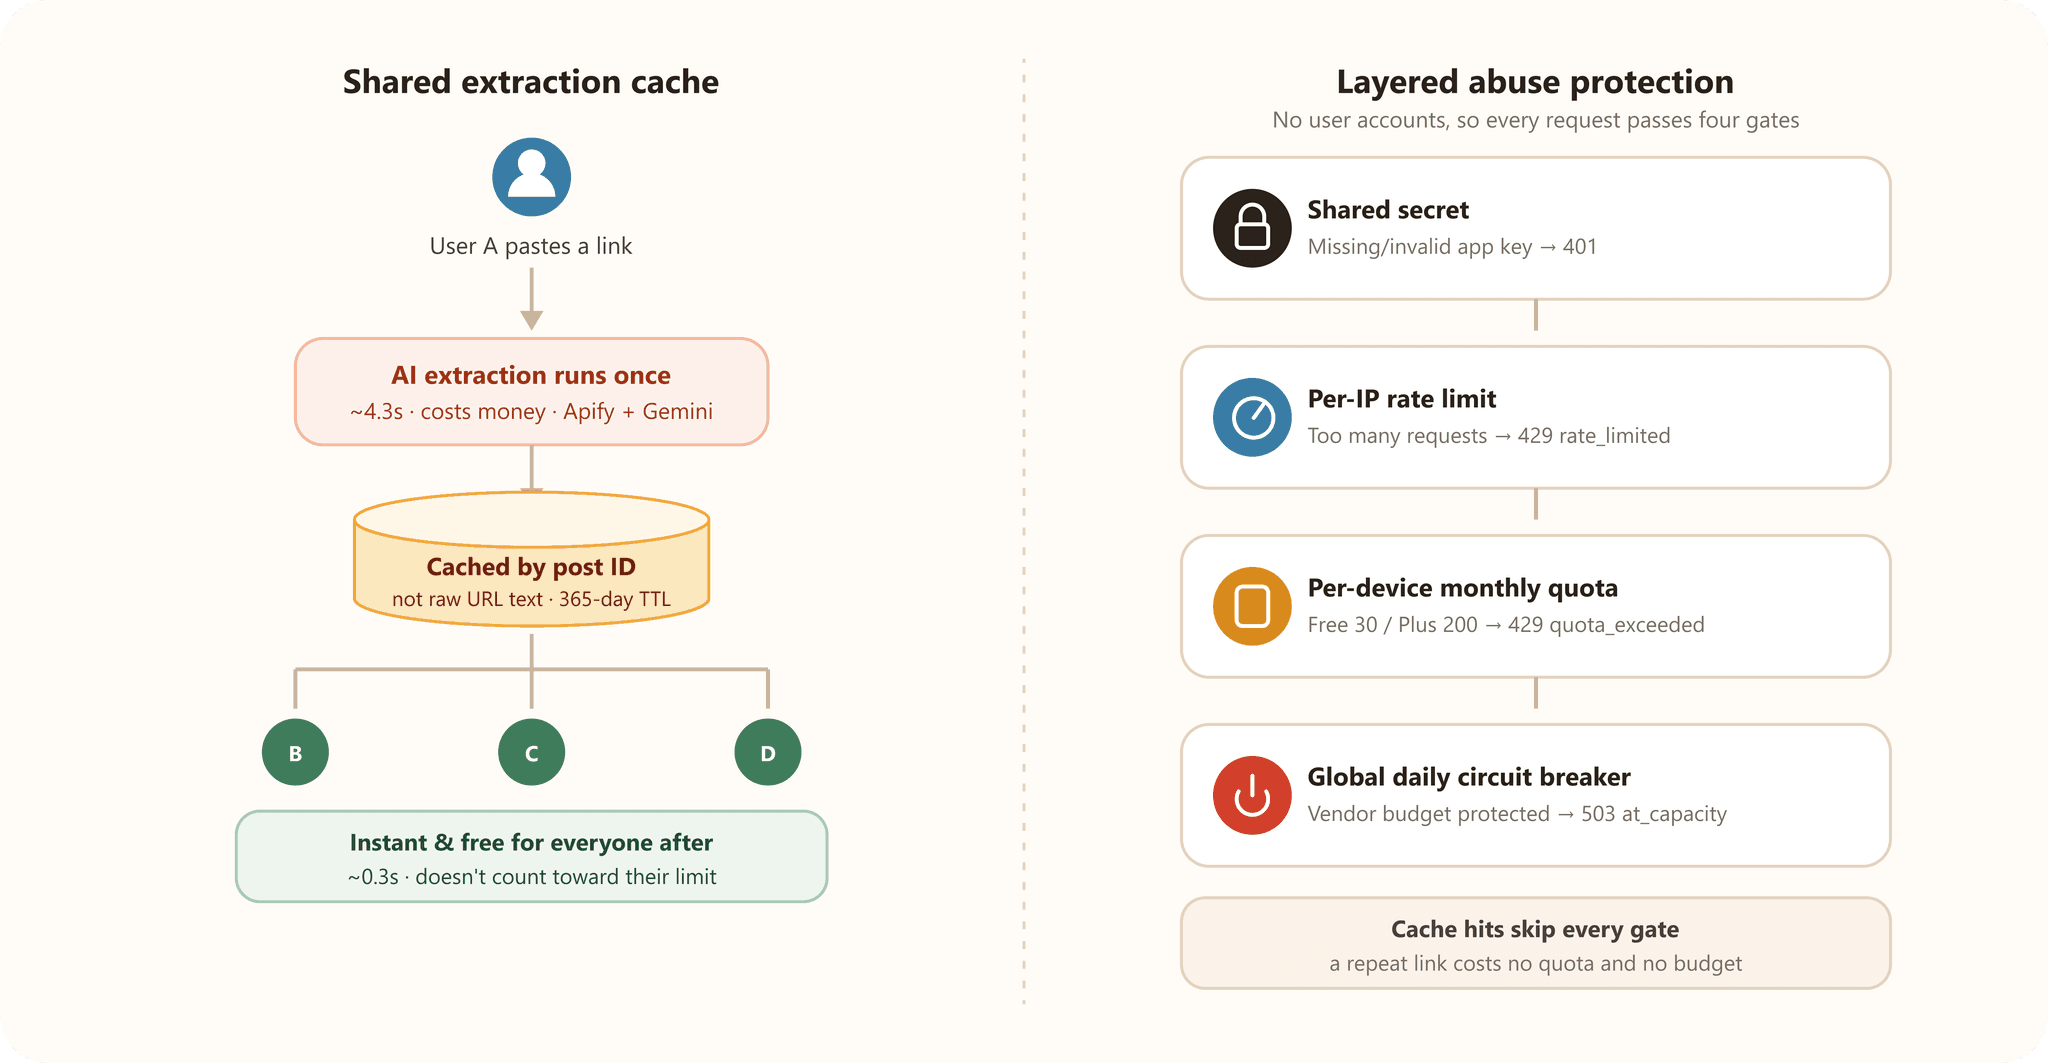 Shared extraction cache
User A pastes a link
AI extraction runs once
~4.3s · costs money · Apify + Gemini
Cached by post ID
not raw URL text · 365-day TTL
B
C
D
Instant & free for everyone after
~0.3s · doesn't count toward their limit
Layered abuse protection
No user accounts, so every request passes four gates
Shared secret
Missing/invalid app key → 401
Per-IP rate limit
Too many requests → 429 rate_limited
Per-device monthly quota
Free 30 / Plus 200 → 429 quota_exceeded
Global daily circuit breaker
Vendor budget protected → 503 at_capacity
Cache hits skip every gate
a repeat link costs no quota and no budget